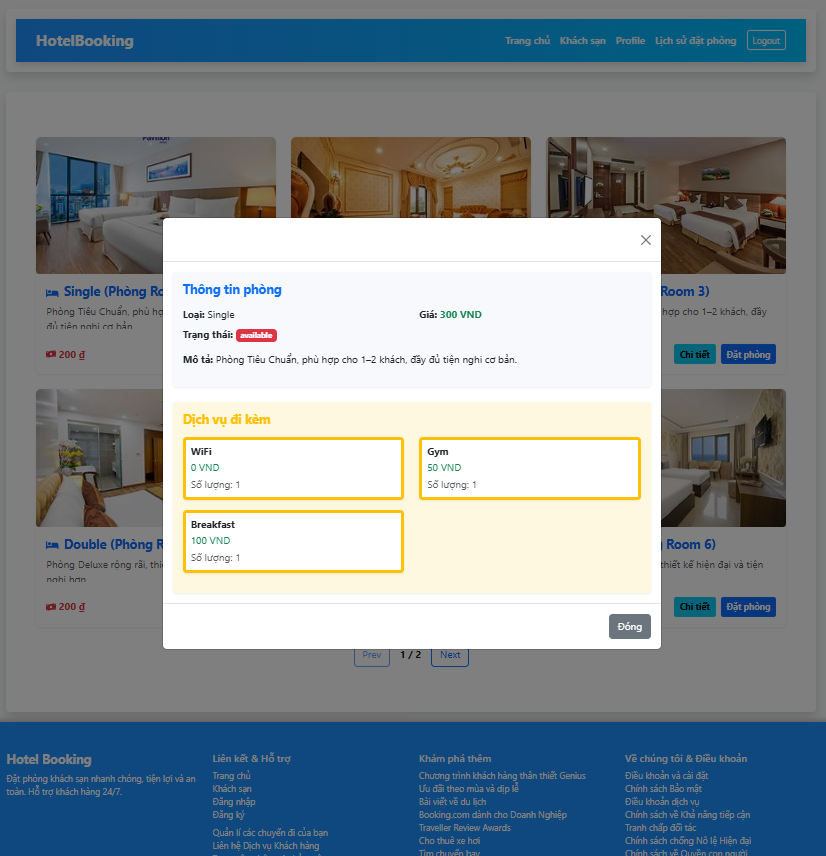 HotelBooking
Trang chủ Khách sạn Profile Lịch sử đặt phòng Logout
Pavilion
×
Thông tin phòng
Loại: Single Giá: 300 VND
Trạng thái: available
Mô tả: Phòng Tiêu Chuẩn, phù hợp cho 1–2 khách, đầy đủ tiện nghi cơ bản.
Dịch vụ đi kèm
WiFi
0 VND
Số lượng: 1
Gym
50 VND
Số lượng: 1
Breakfast
100 VND
Số lượng: 1
Đóng
Single (Phòng Room 3)
Phòng Tiêu Chuẩn, phù hợp cho 1–2 khách, đầy
đủ tiện nghi cơ bản
200 ₫ Chi tiết Đặt phòng
Double (Phòng Room 6)
Phòng Deluxe rộng rãi, thiết kế hiện đại và tiện
nghi hơn
200 ₫ Chi tiết Đặt phòng
Prev 1 / 2 Next
Hotel Booking
Đặt phòng khách sạn nhanh chóng, tiện lợi và an
toàn. Hỗ trợ khách hàng 24/7.
Liên kết & Hỗ trợ
Trang chủ
Khách sạn
Đăng nhập
Đăng ký
Quản lí các chuyến đi của bạn
Liên hệ Dịch vụ Khách hàng
Khám phá thêm
Chương trình khách hàng thân thiết Genius
Ưu đãi theo mùa và dịp lễ
Bài viết về du lịch
Booking.com dành cho Doanh Nghiệp
Traveller Review Awards
Cho thuê xe hơi
Tìm chuyến bay
Về chúng tôi & Điều khoản
Điều khoản và cài đặt
Chính sách Bảo mật
Điều khoản dịch vụ
Chính sách về Khả năng tiếp cận
Tranh chấp đối tác
Chính sách chống Nô lệ Hiện đại
Chính sách về Quyền con người